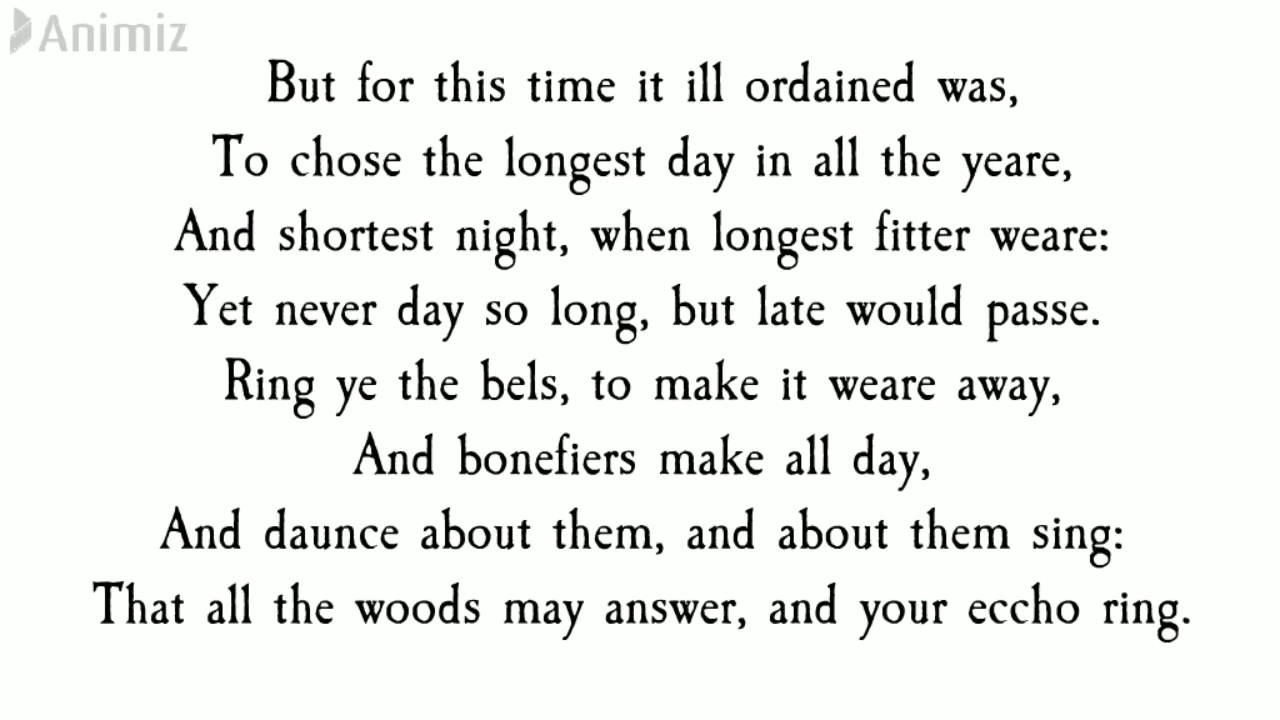 Animiz
But for this time it ill ordained was,
To chose the longest day in all the yeare,
And shortest night, when longest fitter weare:
Yet never day so long, but late would passe.
Ring ye the bels, to make it weare away,
And bonefiers make all day,
And daunce about them, and about them sing:
That all the woods may answer, and your eccho ring.